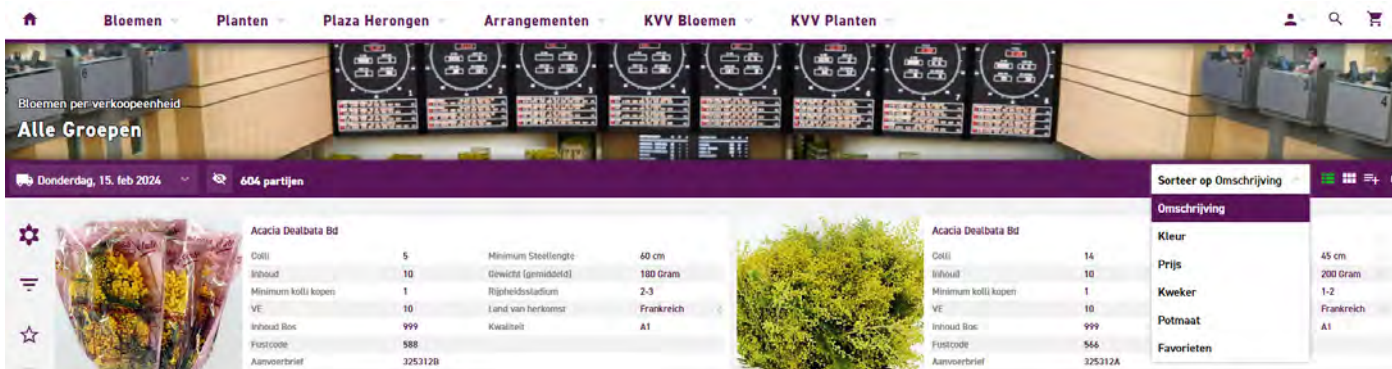 Bloemen Planten Plaza Herongen Arrangementen KVV Bloemen KVV Planten
Bloemen per verkoopeenheid
Alle Groepen
Donderdag, 15. feb 2024 604 partijen Sorteer op Omschrijving
Omschrijving
Kleur
Prijs
Kweker
Potmaat
Favorieten
Acacia Dealbata Bd
Colli 5 Minimum Steellengte 60 cm
Inhoud 10 Gewicht (gemiddeld) 180 Gram
Minimum kolli kopen 1 Rijpheidsstadium 2-3
VE 10 Land van herkomst Frankreich
Inhoud Bos 999 Kwaliteit A1
Fustcode 588
Aanvoerbrief 325312B
Acacia Dealbata Bd
Colli 14 45 cm
Inhoud 10 200 Gram
Minimum kolli kopen 1 1-2
VE 10 Frankreich
Inhoud Bos 999 A1
Fustcode 566
Aanvoerbrief 325312A